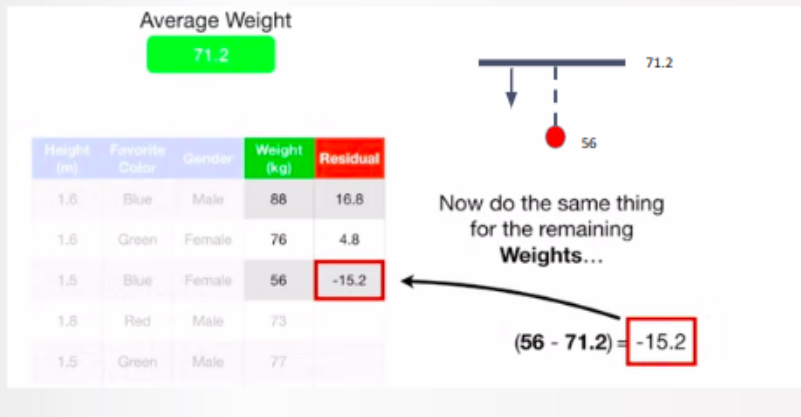 Average Weight
71.2
71.2
56
Height (m) Favorite Color Gender Weight (kg) Residual
1.6 Blue Male 88 16.8
1.6 Green Female 76 4.8
1.5 Blue Female 56 -15.2
1.8 Red Male 73
1.5 Green Male 77
Now do the same thing
for the remaining
Weights...
(56 - 71.2) = -15.2